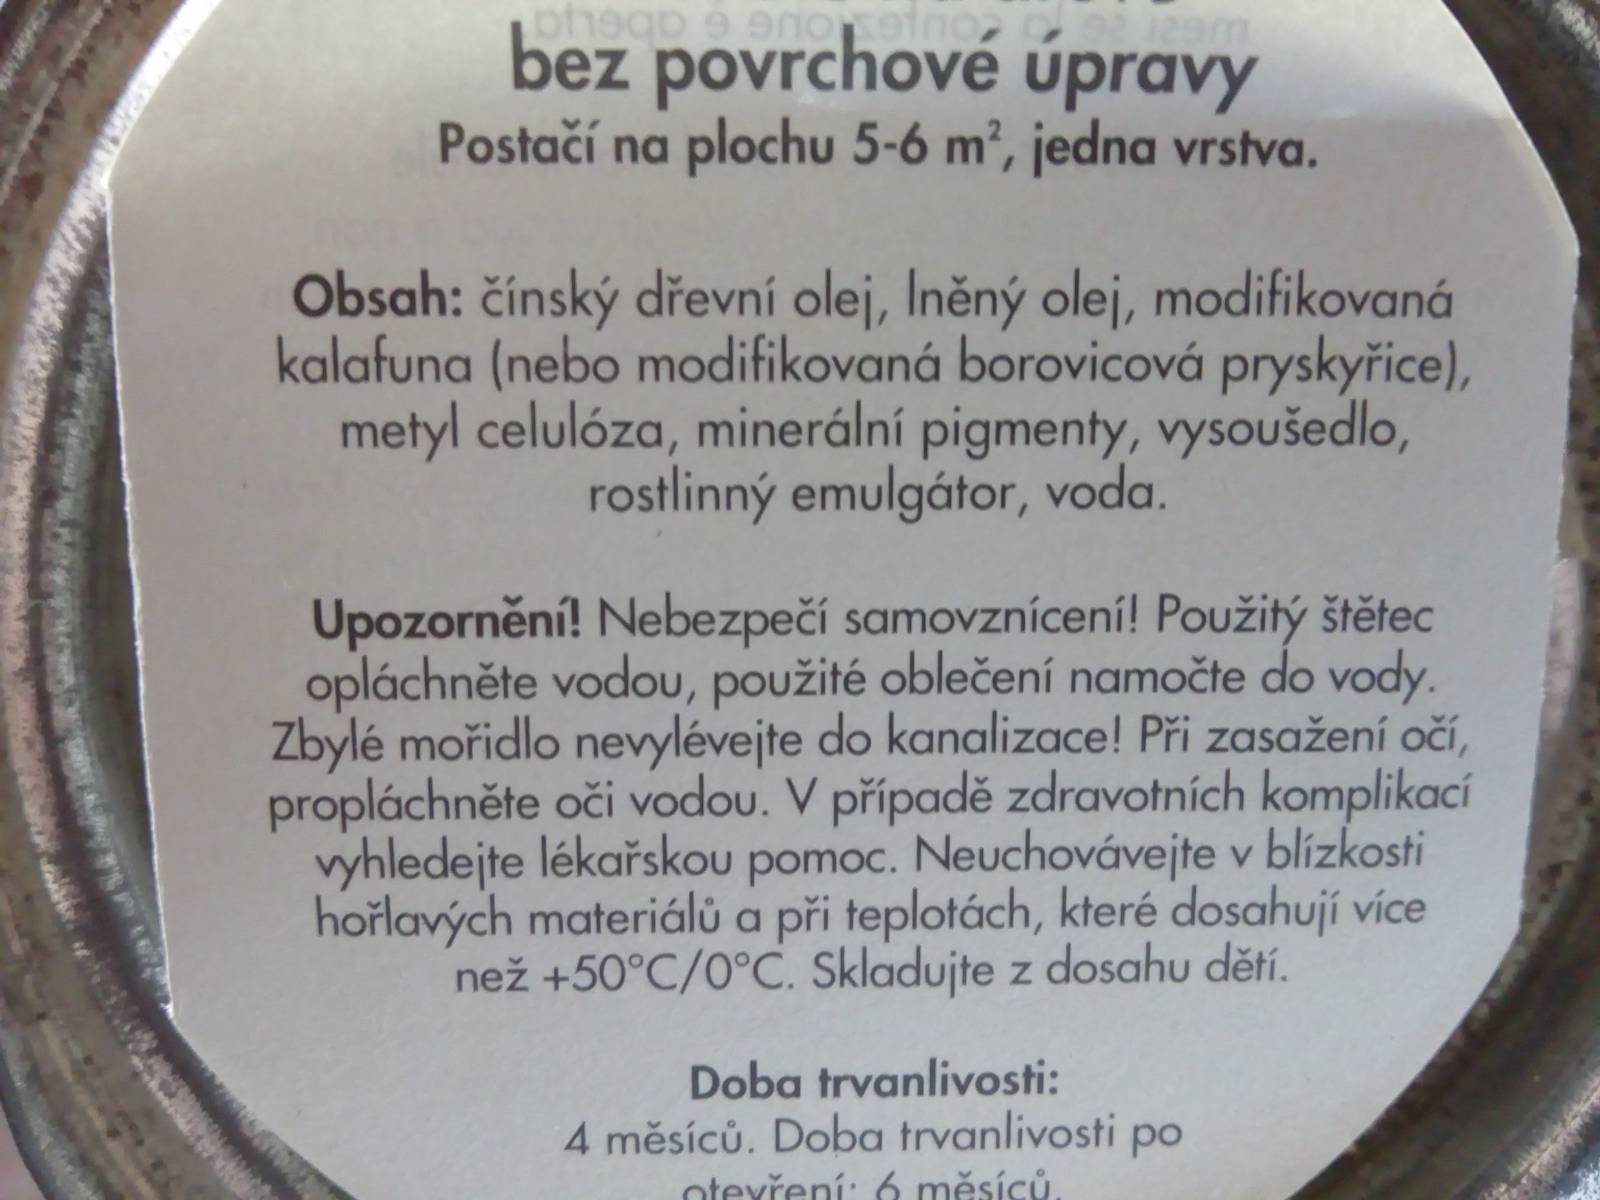 bez povrchové úpravy
Postačí na plochu 5-6 m², jedna vrstva.
Obsah: čínský dřevní olej, lněný olej, modifikovaná
kalafuna (nebo modifikovaná borovicová pryskyřice),
metyl celulóza, minerální pigmenty, vysoušedlo,
rostlinný emulgátor, voda.
Upozornění! Nebezpečí samovznícení! Použitý štětec
opláchněte vodou, použité oblečení namočte do vody.
Zbylé mořidlo nevylévejte do kanalizace! Při zasažení očí,
propláchněte oči vodou. V případě zdravotních komplikací
vyhledejte lékařskou pomoc. Neuchovávejte v blízkosti
hořlavých materiálů a při teplotách, které dosahují více
než +50°C/0°C. Skladujte z dosahu dětí.
Doba trvanlivosti:
4 měsíců. Doba trvanlivosti po
otevření: 6 měsíců.